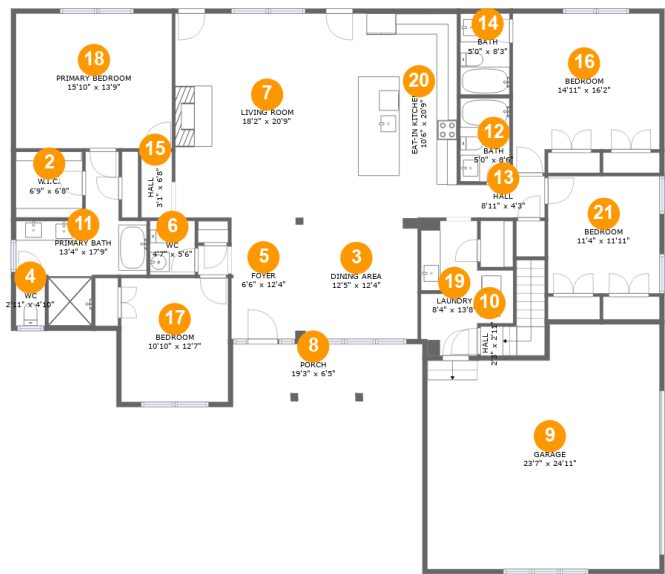 14
BATH
5'0" x 8'3"
18
PRIMARY BEDROOM
15'10" x 13'9"
7
LIVING ROOM
18'2" x 20'9"
20
EAT-IN KITCHEN
10'6" x 20'9"
16
BEDROOM
14'11" x 16'2"
12
BATH
5'0" x 8'6"
2
W.I.C.
6'9" x 6'8"
15
HALL
3'1" x 6'8"
13
HALL
8'11" x 4'3"
11
PRIMARY BATH
13'4" x 17'9"
6
WC
4'7" x 5'6"
21
BEDROOM
11'4" x 11'11"
5
FOYER
6'6" x 12'4"
3
DINING AREA
12'5" x 12'4"
4
WC
2'11" x 4'10"
19
LAUNDRY
8'4" x 13'8"
10
HALL
2'3" x 2'11"
17
BEDROOM
10'10" x 12'7"
8
PORCH
19'3" x 6'5"
9
GARAGE
23'7" x 24'11"